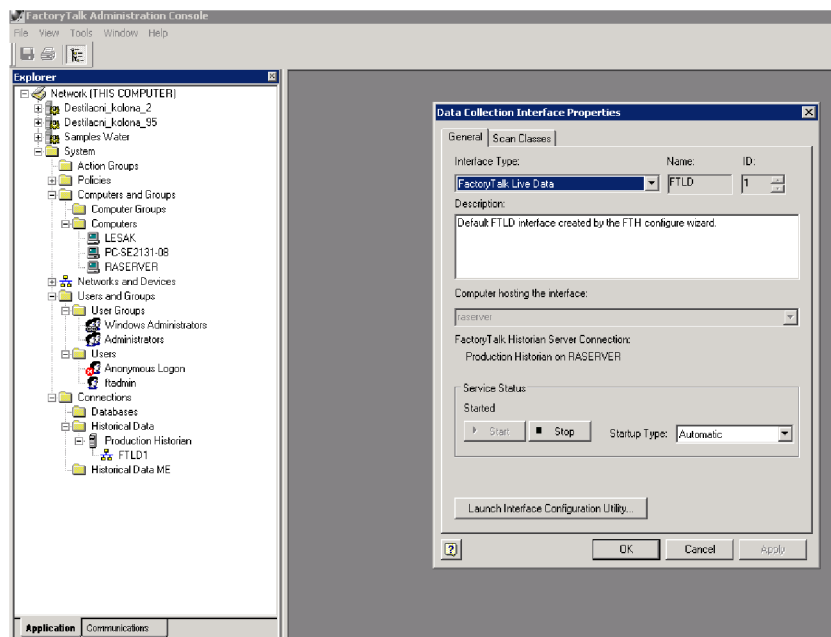 FactoryTalk Administration Console
File View Tools Window Help
Explorer
Network (THIS COMPUTER)
Destilacni_kolona_2
Destilacni_kolona_95
Samples Water
System
Action Groups
Policies
Computers and Groups
Computer Groups
Computers
LESAK
PC-SE2131-08
RASERVER
Networks and Devices
Users and Groups
User Groups
Windows Administrators
Administrators
Users
Anonymous Logon
ftadmin
Connections
Databases
Historical Data
Production Historian
FTLD1
Historical Data ME
Application Communications
Data Collection Interface Properties
General Scan Classes
Interface Type: Name: ID:
FactoryTalk Live Data FTLD 1
Description:
Default FTLD interface created by the FTH configure wizard.
Computer hosting the interface:
raserver
FactoryTalk Historian Server Connection:
Production Historian on RASERVER
Service Status
Started
Start Stop Startup Type: Automatic
Launch Interface Configuration Utility...
OK Cancel Apply